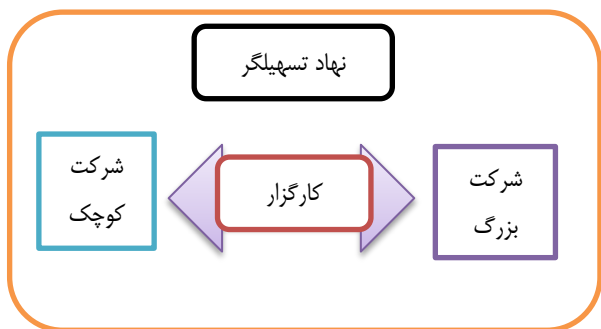 نهاد تسهیلگر
شرکت
بزرگ
کارگزار
شرکت
کوچک